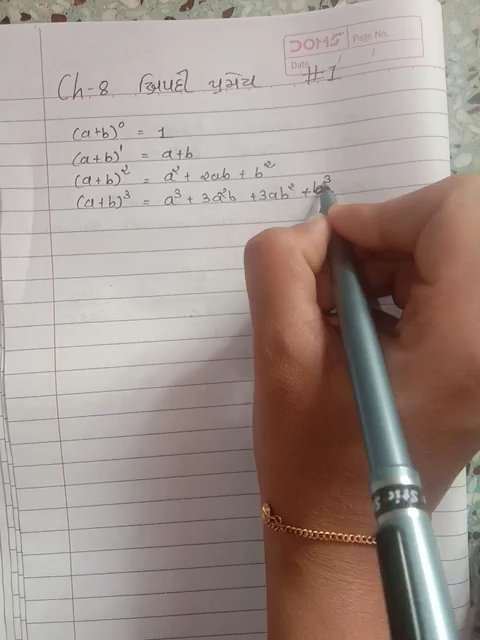 DOMS Page No.
Date / /
Ch-8 દ્વિપદી પ્રમેય #1
(a+b)⁰ = 1
(a+b)¹ = a+b
(a+b)² = a² + 2ab + b²
(a+b)³ = a³ + 3a²b + 3ab² + b³
Stic